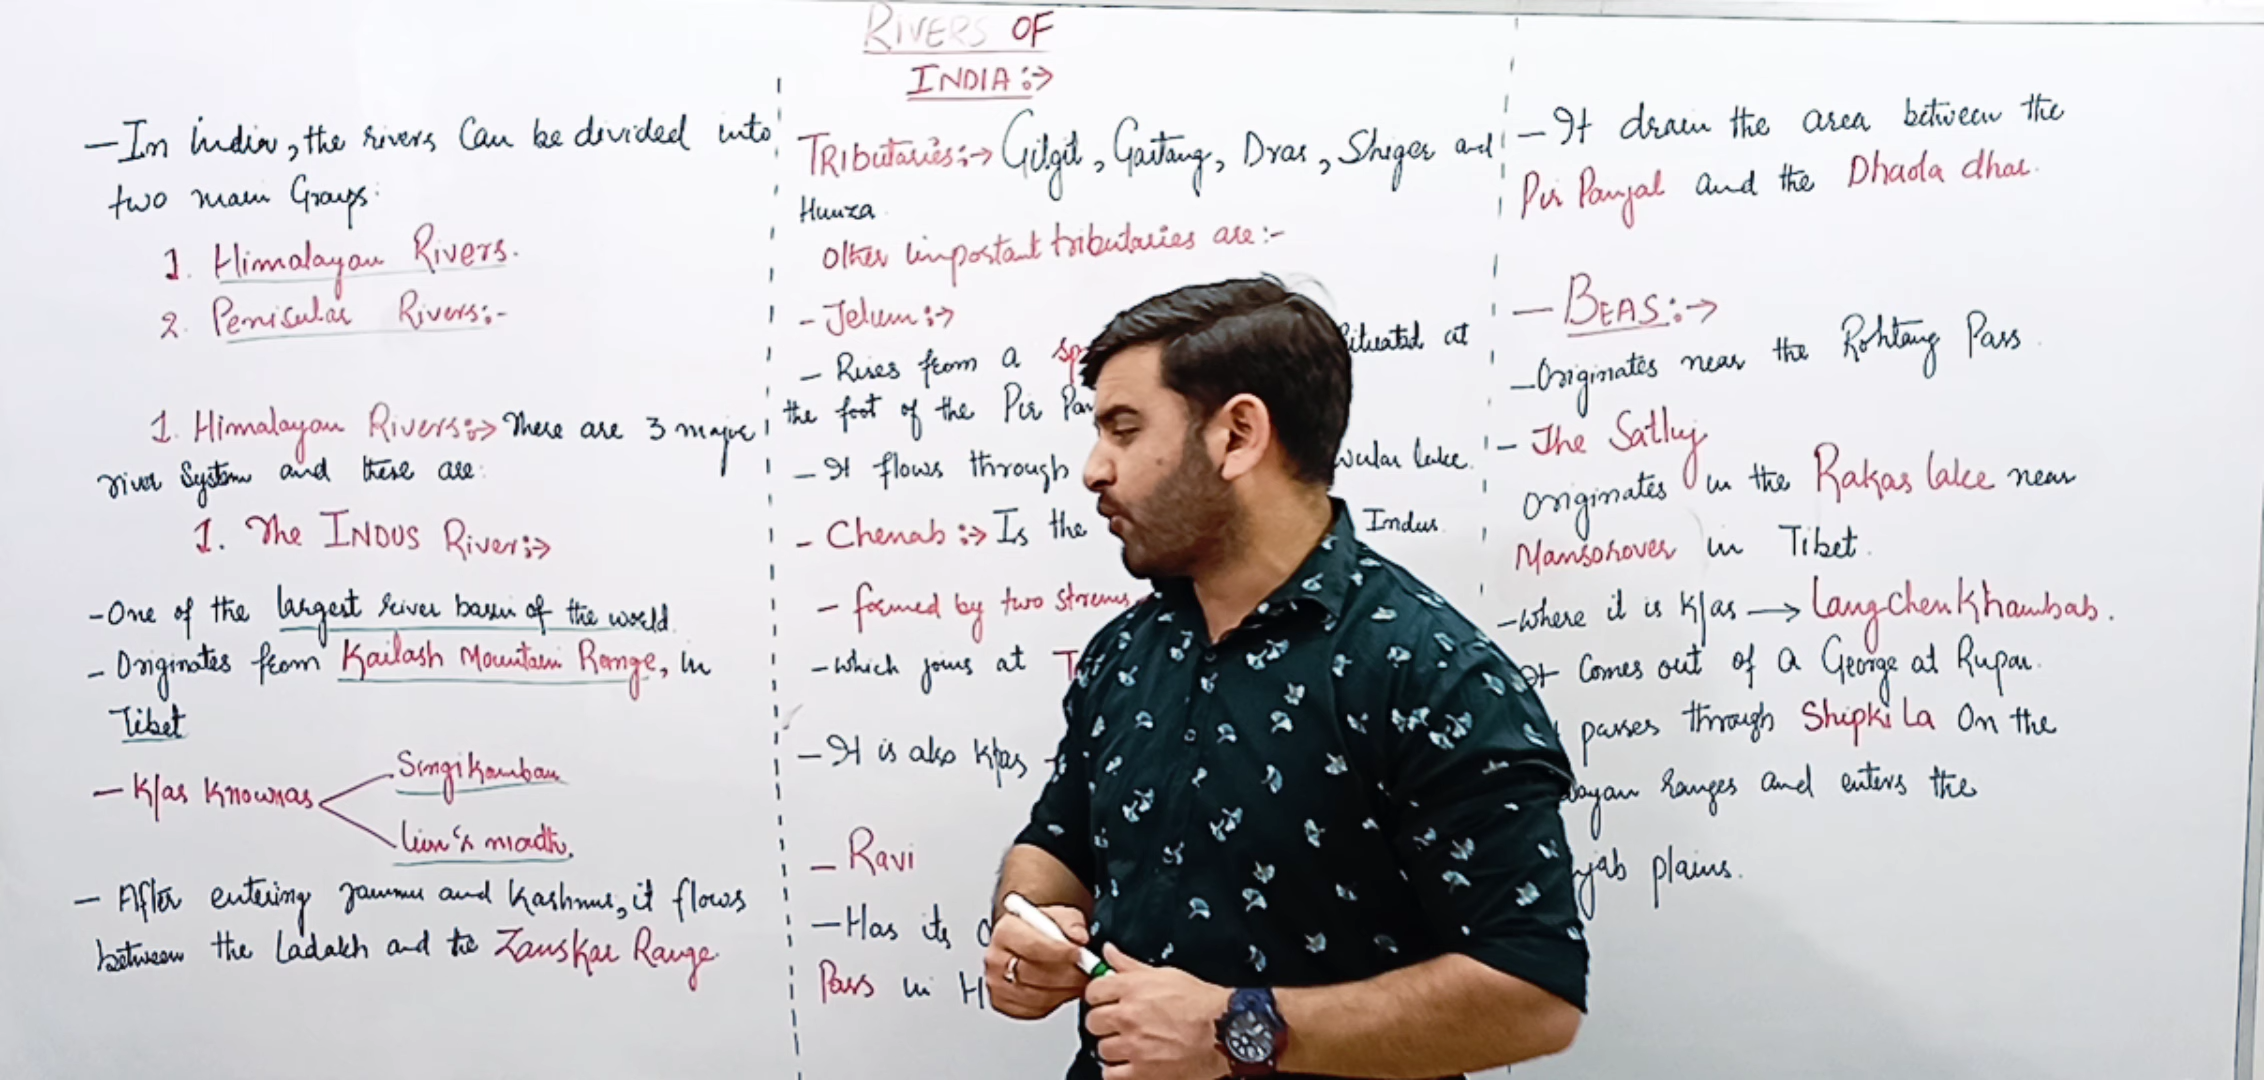 RIVERS OF
INDIA :->
- In india, the rivers Can be divided into
two main Groups:
1. Himalayan Rivers.
2. Penisular Rivers:-
1. Himalayan Rivers:-> There are 3 major
river System and these are:
1. The INDUS River:->
- One of the largest river basin of the world.
- Originates from Kailash Mountain Range, in
Tibet
- K/as Knownas
Singi Kamban
Lion's mouth.
- After entering Jammu and Kashmir, it flows
between the Ladakh and the Zanskar Range.
TRIbutaries:-> Gilgit, Gartang, Dras, Shiger and
Hunza
Other important tributaries are:-
- Jelum:->
- Rises from a situated at
the foot of the Pir
- It flows through wular lake.
- Chenab:-> Is the Indus.
- formed by two strems
- which joins at
- It is also K/as
- Ravi
- Has its
Pass in
- It drain the area between the
Pir Panjal and the Dhaola dhar.
- BEAS:->
- Originates near the Rohtang Pass.
- The Satluj
originates in the Rakas lake near
Mansorover in Tibet.
- where it is K/as -> Langchen Khambab.
It Comes out of a George at Rupar.
passes through Shipki La On the
ranges and enters the
plains.